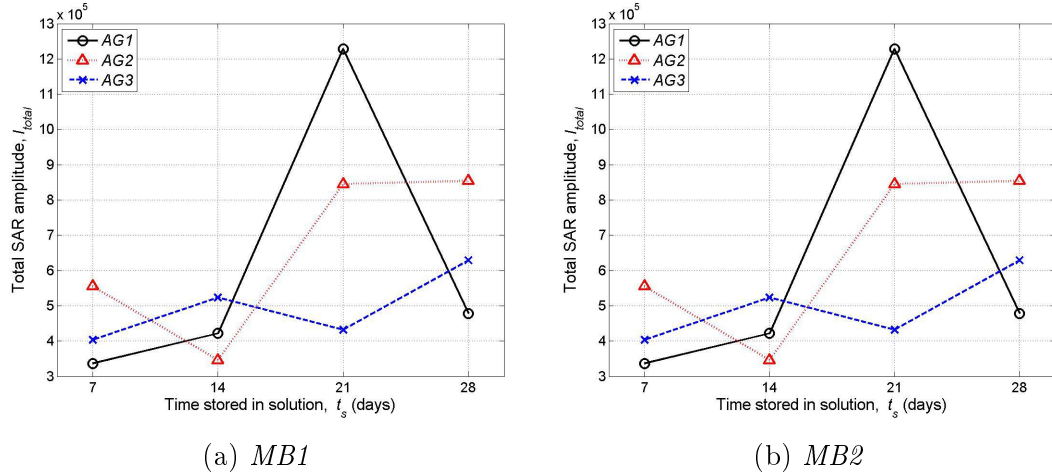 13 x 10^5
AG1
AG2
AG3
12
11
10
9
8
7
6
5
4
3
Total SAR amplitude, I_total
7 14 21 28
Time stored in solution, t_s (days)
(a) MB1
13 x 10^5
AG1
AG2
AG3
12
11
10
9
8
7
6
5
4
3
Total SAR amplitude, I_total
7 14 21 28
Time stored in solution, t_s (days)
(b) MB2